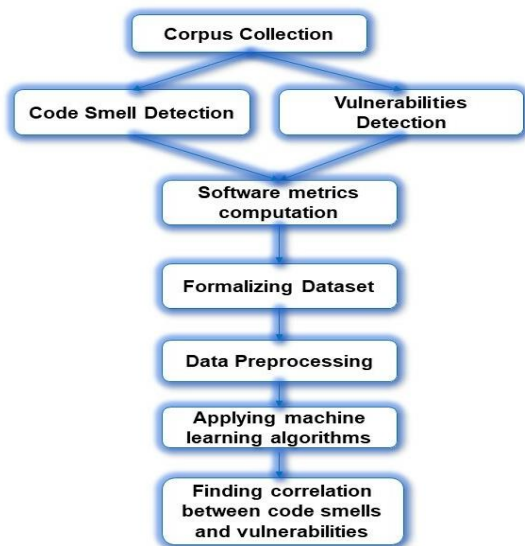 Corpus Collection
Code Smell Detection
Vulnerabilities
Detection
Software metrics
computation
Formalizing Dataset
Data Preprocessing
Applying machine
learning algorithms
Finding correlation
between code smells
and vulnerabilities